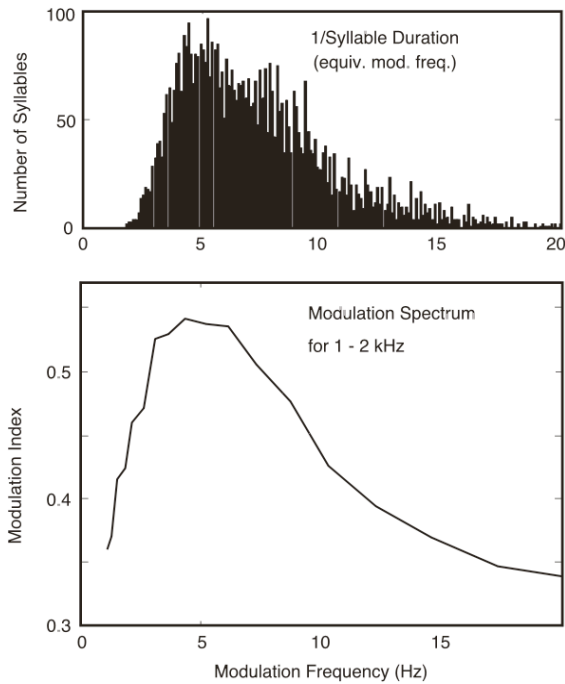 100
50
0
Number of Syllables
1/Syllable Duration
(equiv. mod. freq.)
0 5 10 15 20
Modulation Spectrum
for 1 - 2 kHz
0.5
0.4
0.3
Modulation Index
0 5 10 15
Modulation Frequency (Hz)